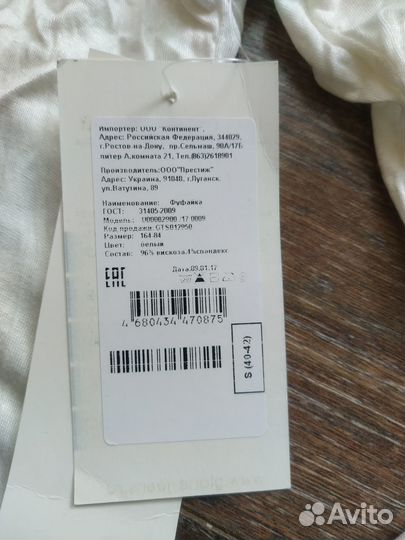 Импортер: ООО "Континент".
Адрес: Российская Федерация, 344029,
г.Ростов-на-Дону, пр.Сельмаш, 90А/17Б
литер А,комната 21, Тел.(863)2618901
Производитель:ООО"Престиж"
Адрес: Украина, 91048, г.Луганск,
ул.Ватутина, 89
Наименование: Фуфайка
ГОСТ: 31405-2009
Модель: U00002900-17-0009
Код продажи: GTS012950
Размер: 164-84
Цвет: белый
Состав: 96% вискоза,4%спандекс
EAC
Дата:09.01.17
4 680434 470875
S (40-42)
Avito